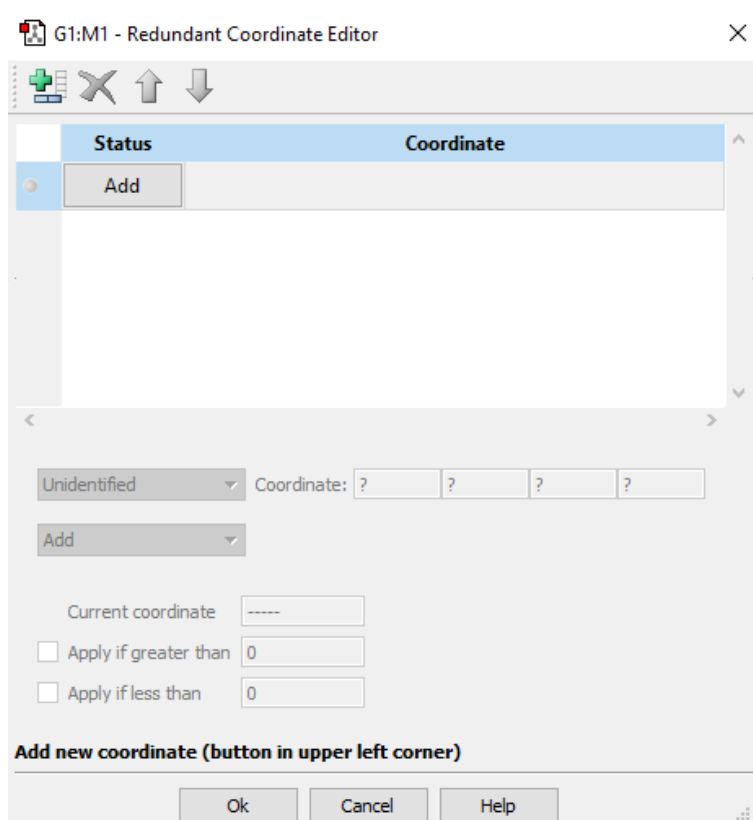 G1:M1 - Redundant Coordinate Editor
Status Coordinate
Add
Unidentified Coordinate: ? ? ? ?
Add
Current coordinate -----
Apply if greater than 0
Apply if less than 0
Add new coordinate (button in upper left corner)
Ok Cancel Help